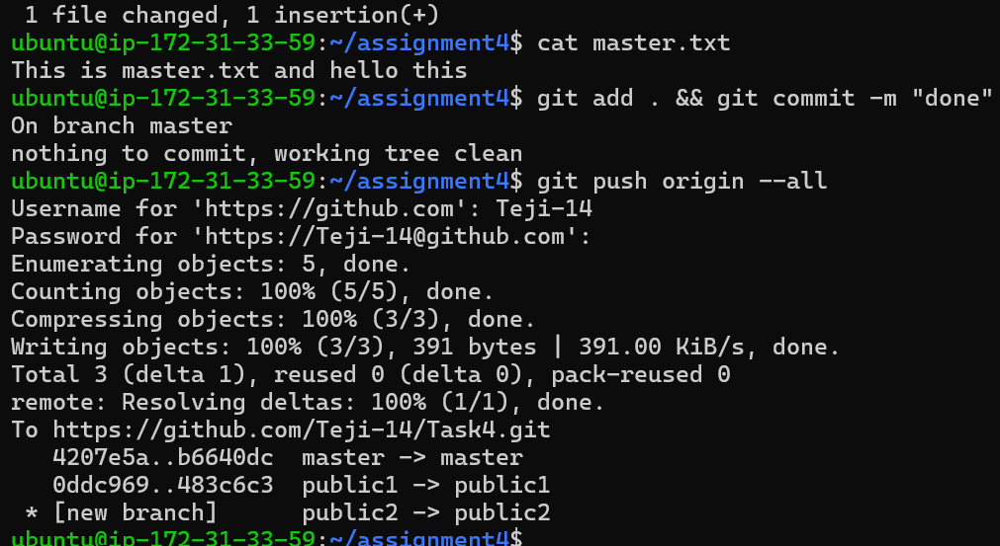 1 file changed, 1 insertion(+)
ubuntu@ip-172-31-33-59:~/assignment4$ cat master.txt
This is master.txt and hello this
ubuntu@ip-172-31-33-59:~/assignment4$ git add . && git commit -m "done"
On branch master
nothing to commit, working tree clean
ubuntu@ip-172-31-33-59:~/assignment4$ git push origin --all
Username for 'https://github.com': Teji-14
Password for 'https://Teji-14@github.com':
Enumerating objects: 5, done.
Counting objects: 100% (5/5), done.
Compressing objects: 100% (3/3), done.
Writing objects: 100% (3/3), 391 bytes | 391.00 KiB/s, done.
Total 3 (delta 1), reused 0 (delta 0), pack-reused 0
remote: Resolving deltas: 100% (1/1), done.
To https://github.com/Teji-14/Task4.git
   4207e5a..b6640dc  master -> master
   0ddc969..483c6c3  public1 -> public1
 * [new branch]      public2 -> public2
ubuntu@ip-172-31-33-59:~/assignment4$